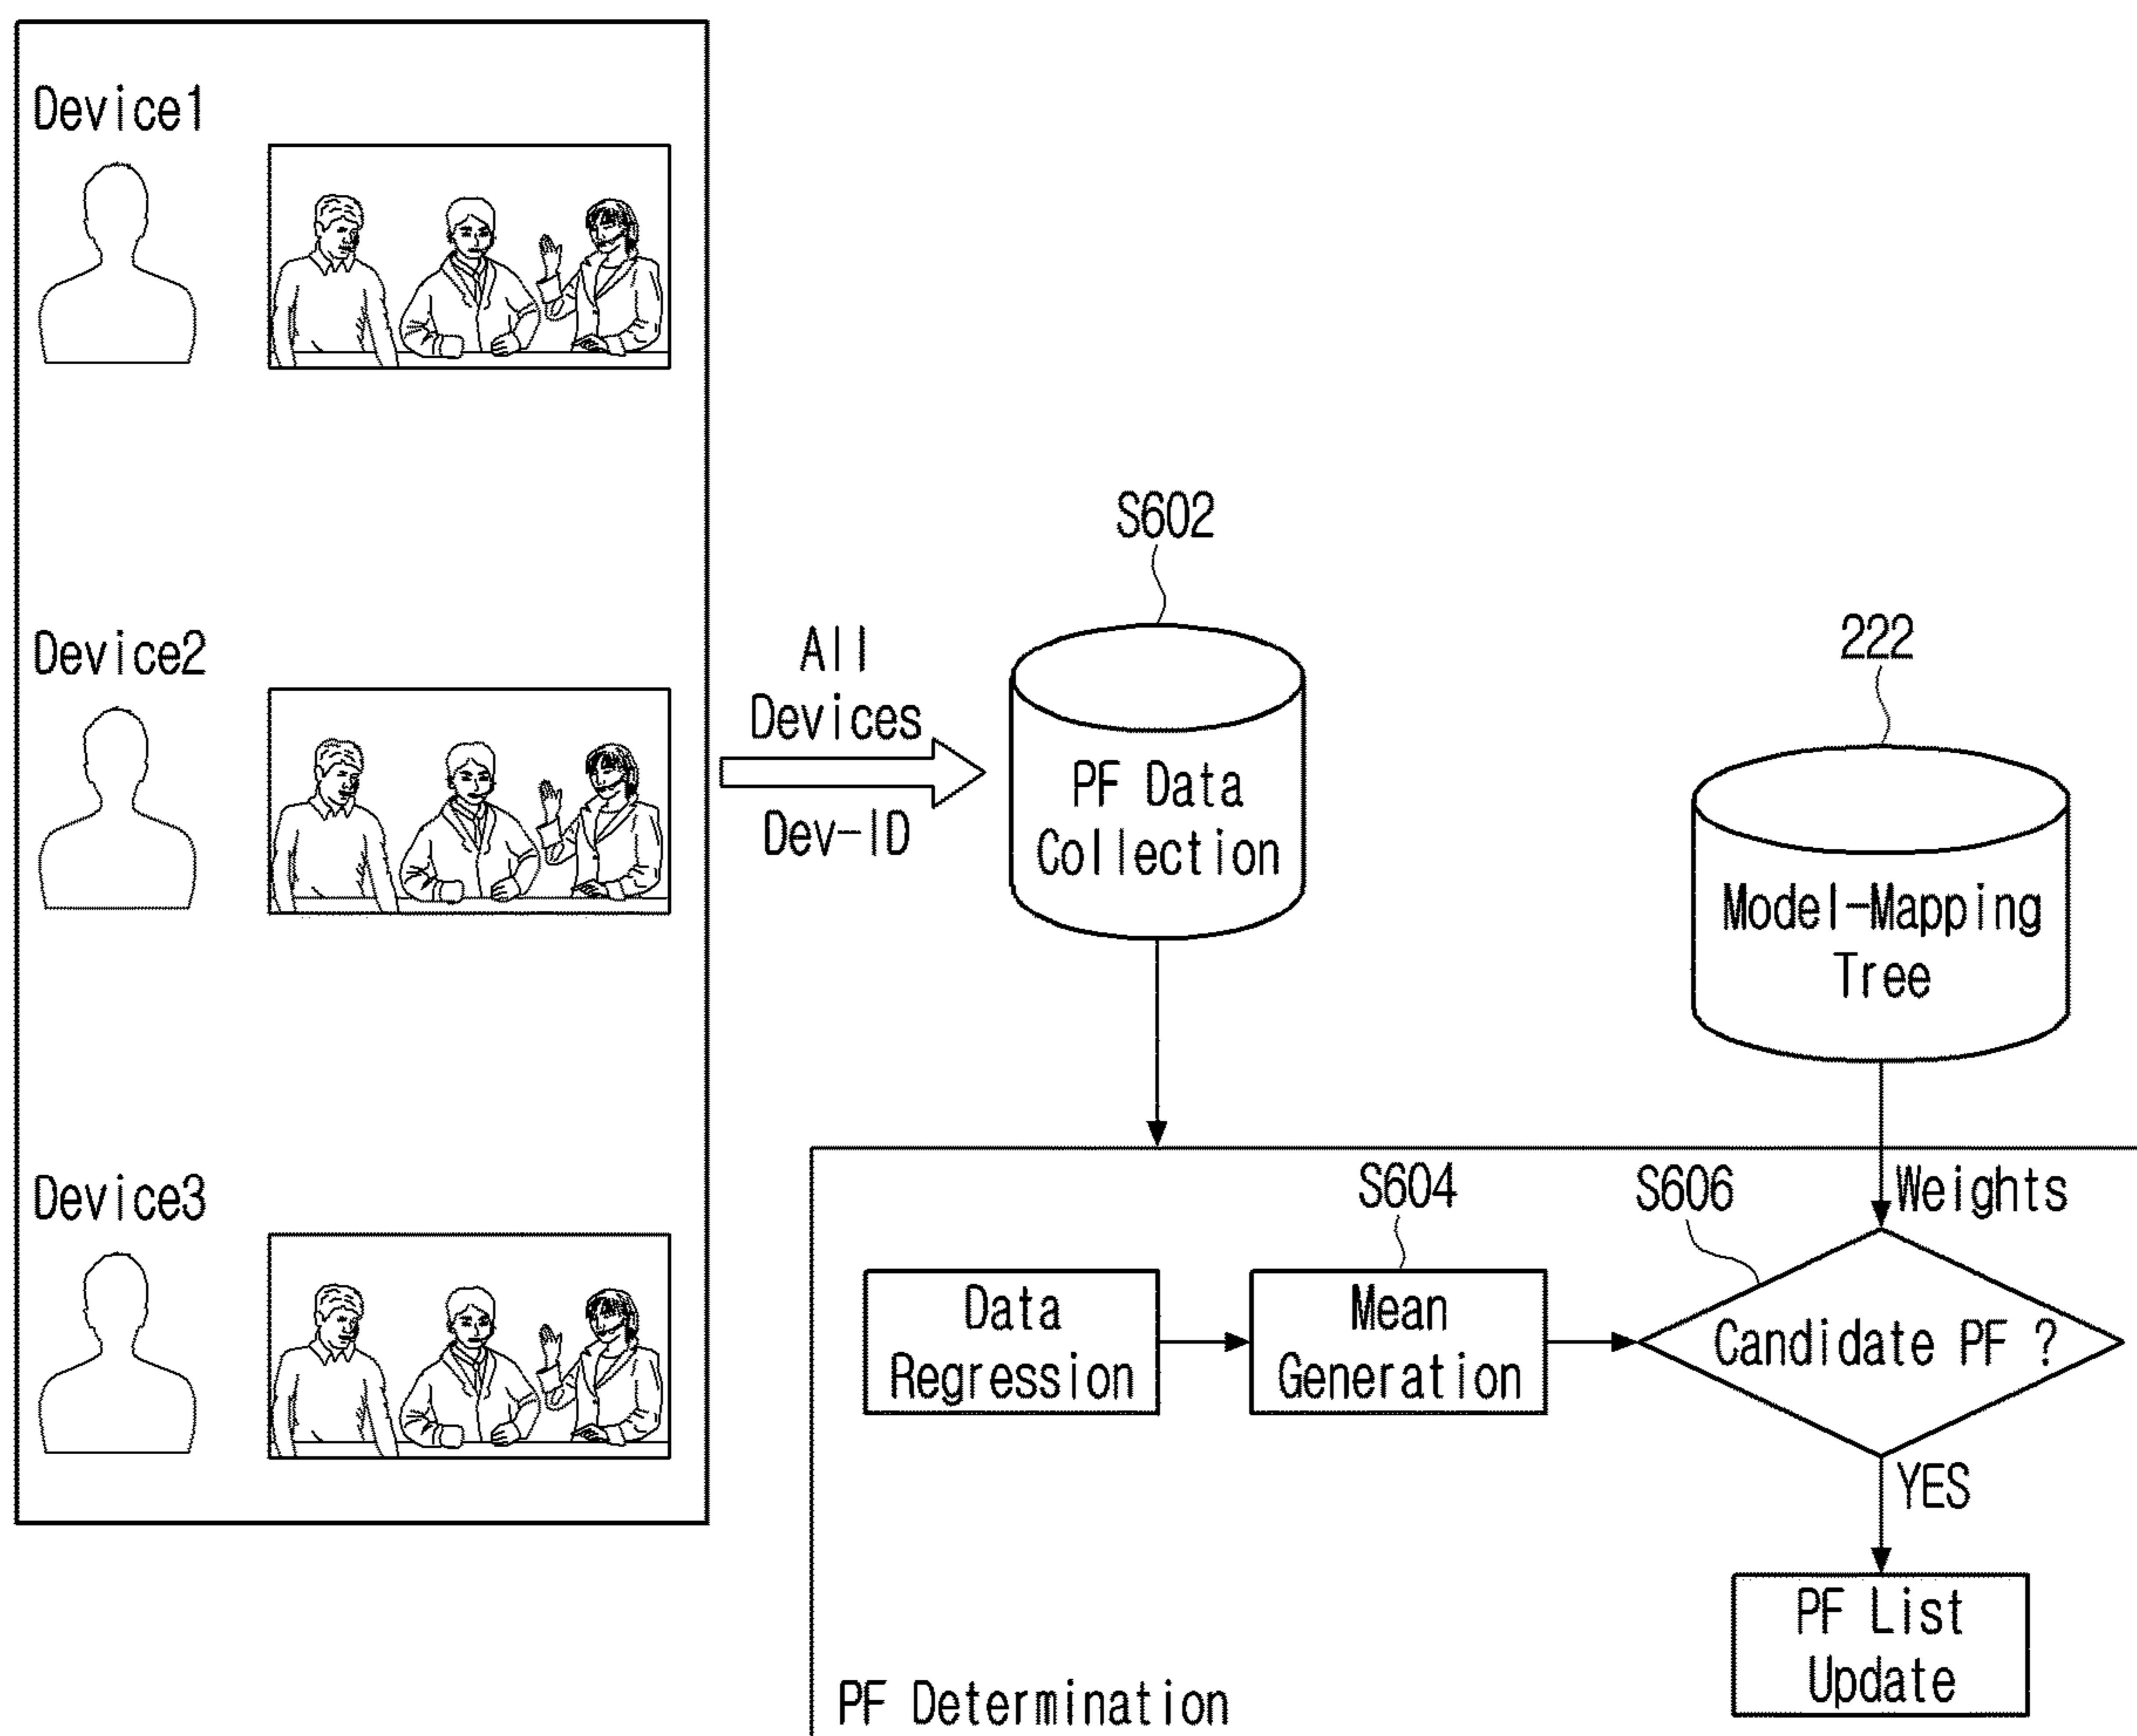 Device1
Device2
Device3
All
Devices
Dev-ID
S602
PF Data
Collection
222
Model-Mapping
Tree
Weights
S604
S606
Data
Regression
Mean
Generation
Candidate PF ?
YES
PF List
Update
PF Determination